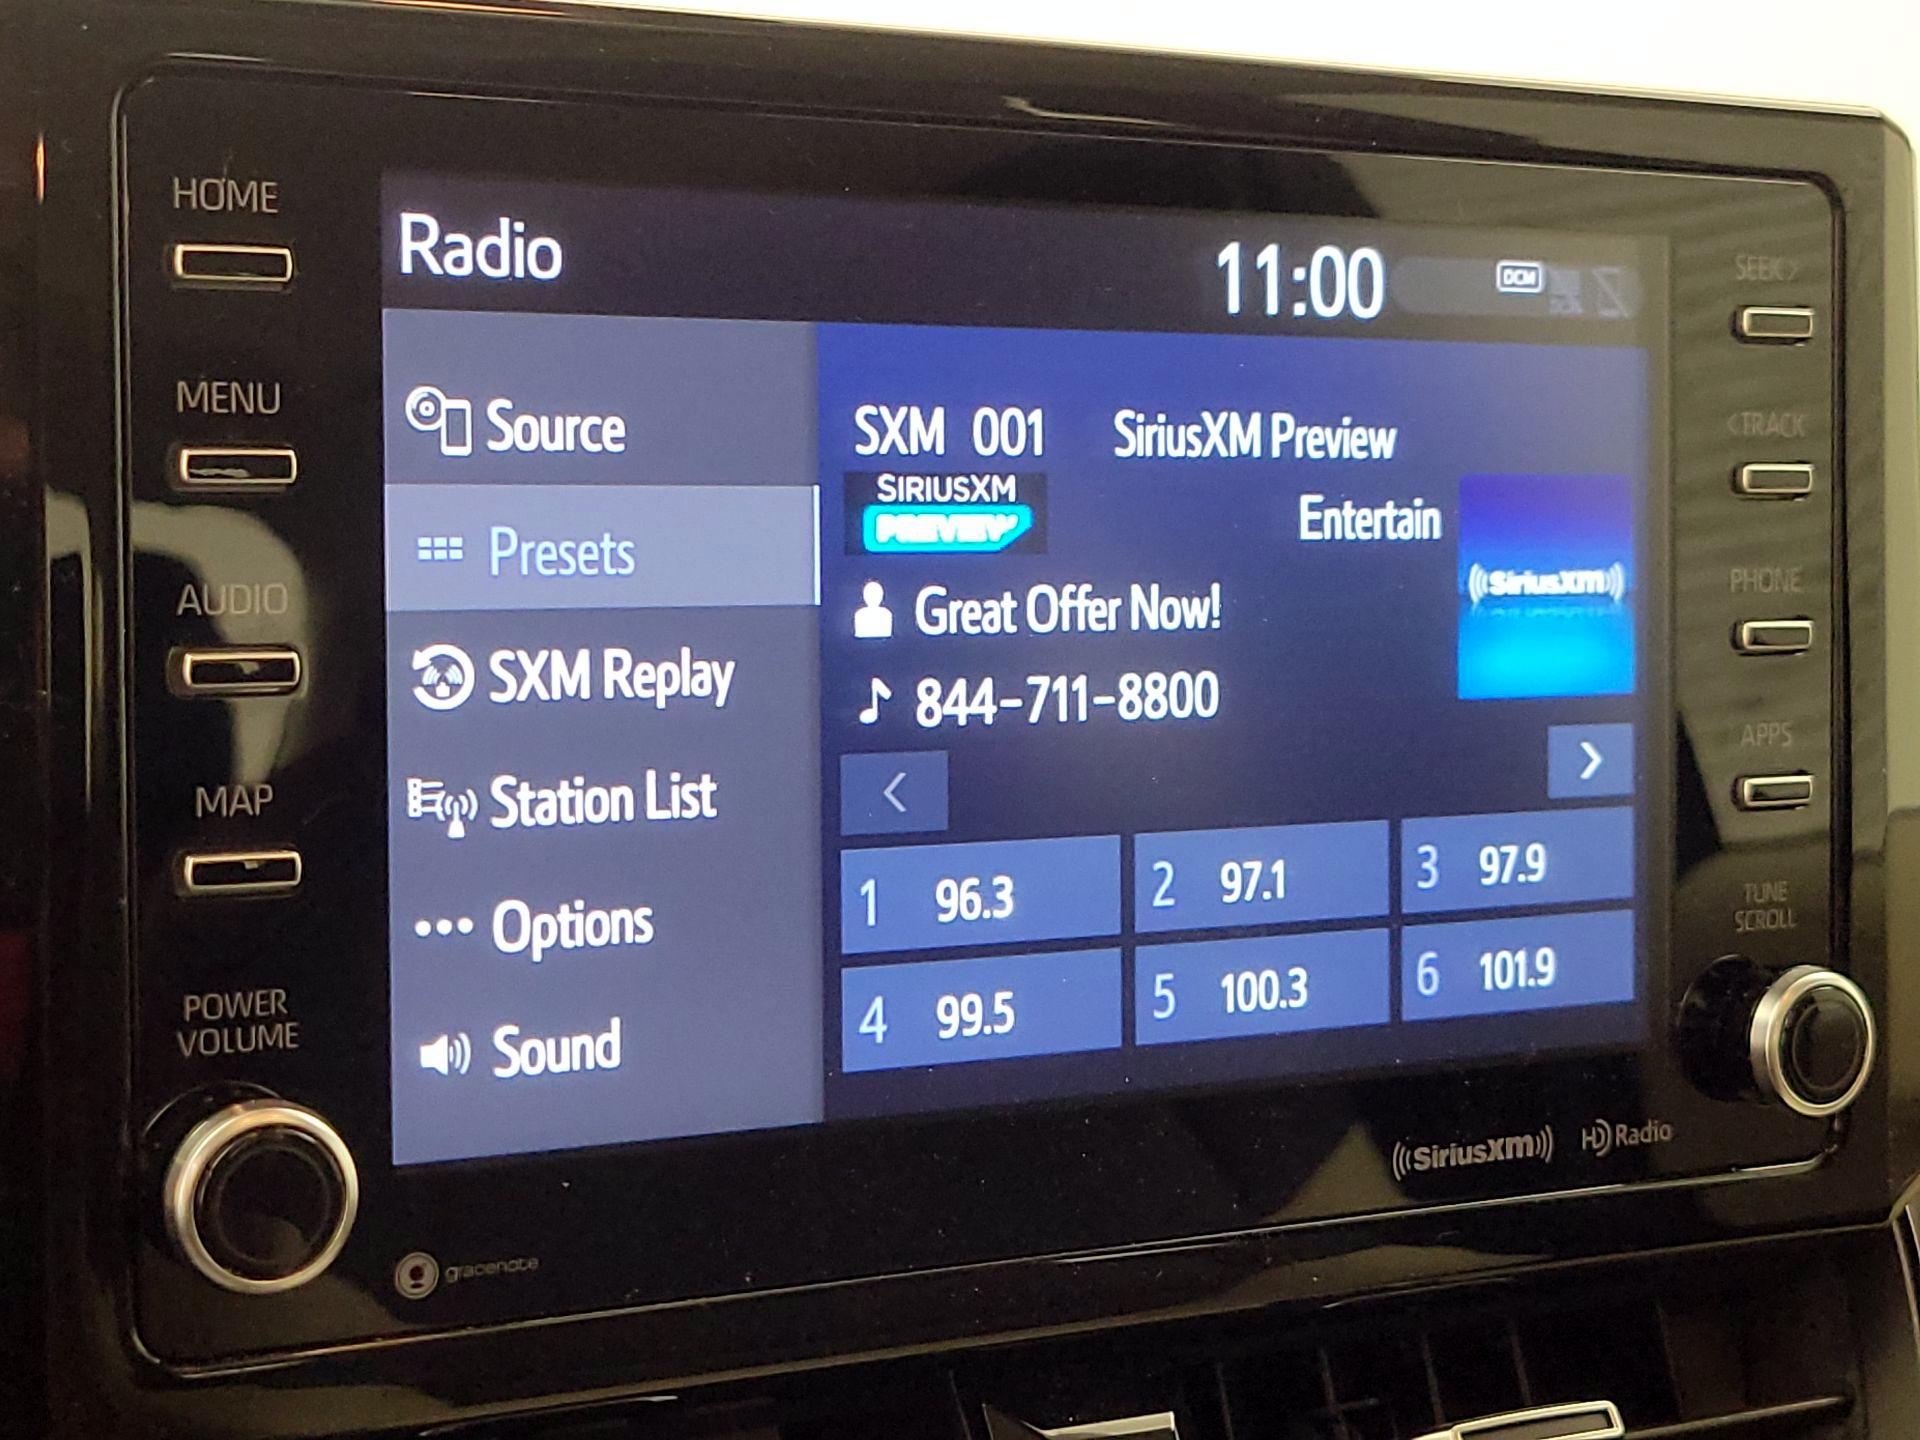 HOME
MENU
AUDIO
MAP
POWER
VOLUME
Radio
11:00
DCM
Source
Presets
SXM Replay
Station List
Options
Sound
SXM 001 SiriusXM Preview
SIRIUSXM
PREVIEW
Entertain
SiriusXM
Great Offer Now!
844-711-8800
<
>
1 96.3
2 97.1
3 97.9
4 99.5
5 100.3
6 101.9
SEEK >
< TRACK
PHONE
APPS
TUNE
SCROLL
SiriusXM
HD Radio
gracenote